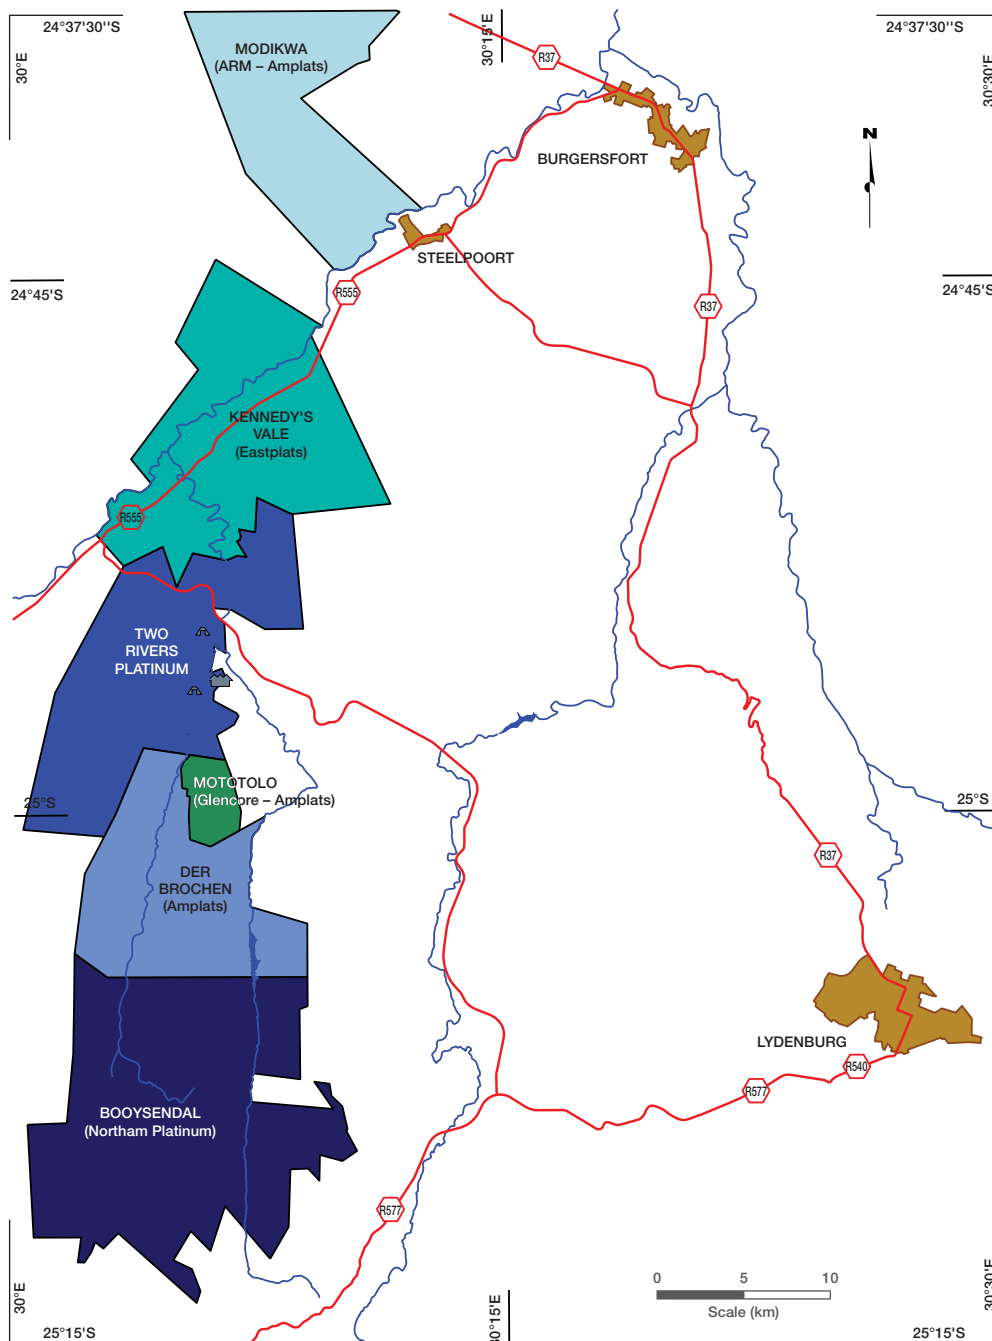 24°37'30''S
24°37'30''S
30°E
30°15'E
30°30'E
MODIKWA
(ARM – Amplats)
R37
N
BURGERSFORT
STEELPOORT
24°45'S
24°45'S
R555
R37
KENNEDY'S
VALE
(Eastplats)
R555
TWO
RIVERS
PLATINUM
MOTOTOLO
(Glencore – Amplats)
25°S
25°S
R37
DER
BROCHEN
(Amplats)
LYDENBURG
R540
R577
BOOYSENDAL
(Northam Platinum)
R577
0 5 10
Scale (km)
30°E
30°15'E
30°30'E
25°15'S
25°15'S